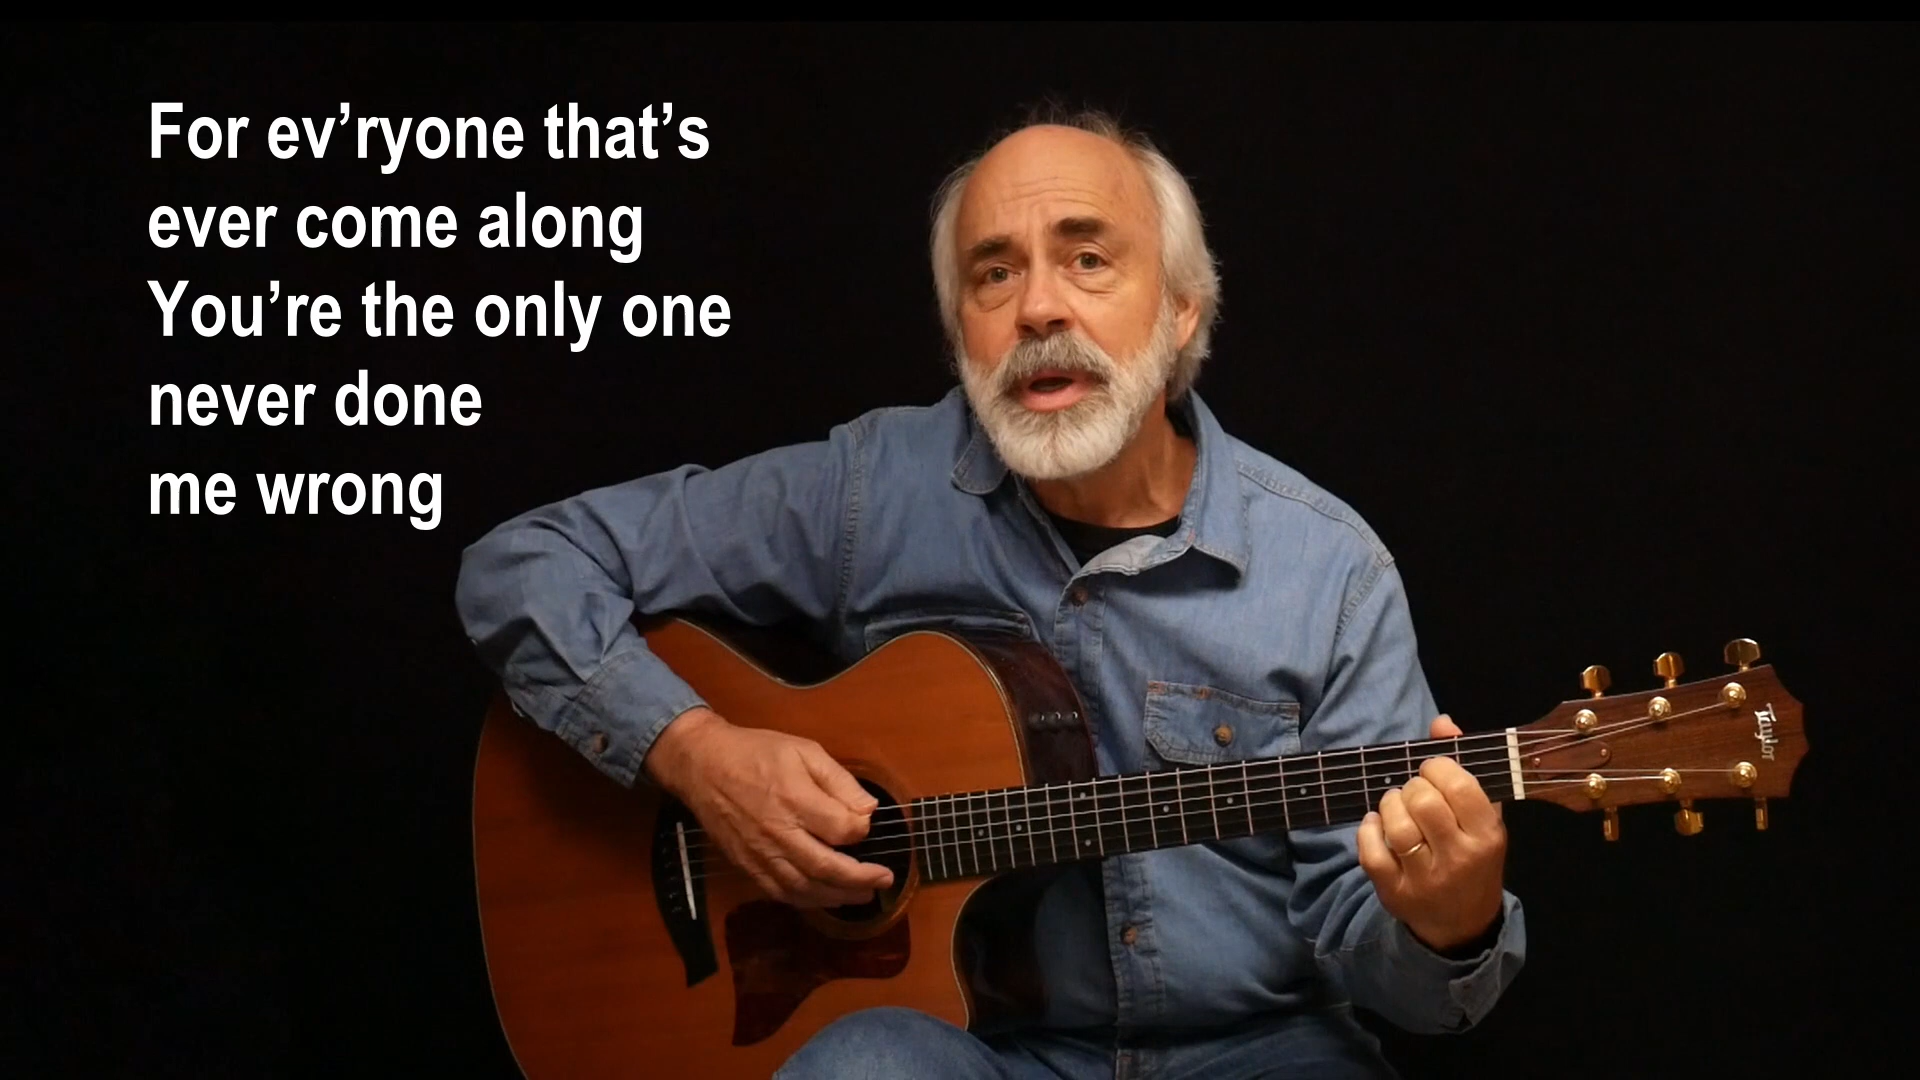 For ev’ryone that’s
ever come along
You’re the only one
never done
me wrong
Taylor